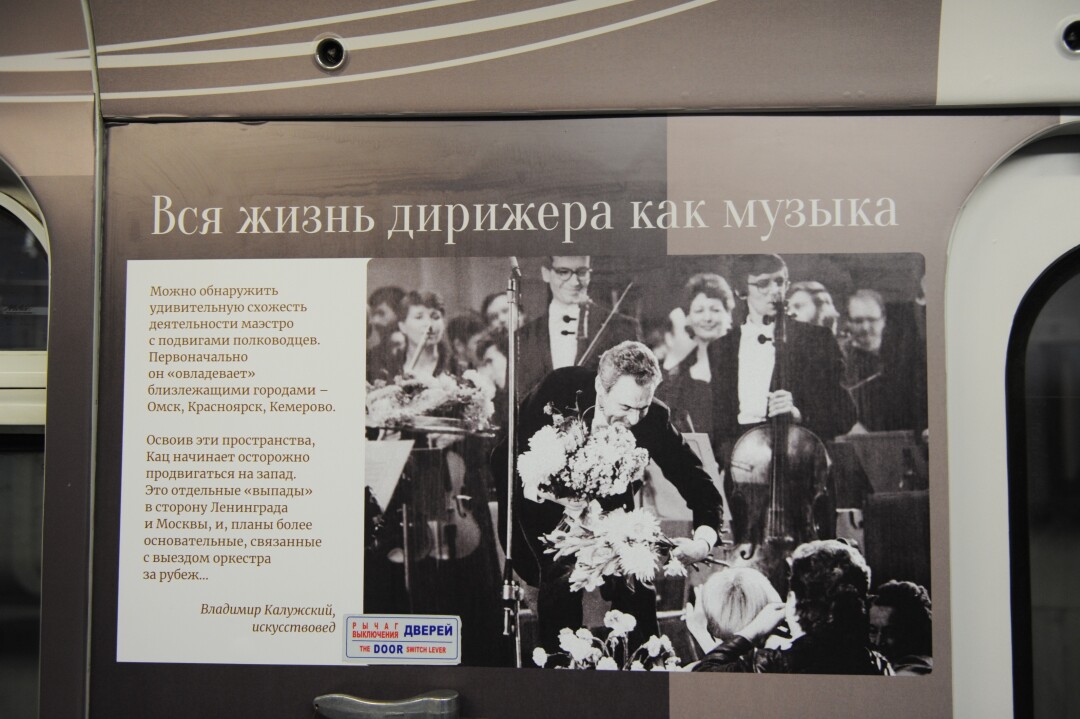 Вся жизнь дирижера как музыка
Можно обнаружить
удивительную схожесть
деятельности маэстро
с подвигами полководцев.
Первоначально
он «овладевает»
близлежащими городами –
Омск, Красноярск, Кемерово.
Освоив эти пространства,
Кац начинает осторожно
продвигаться на запад.
Это отдельные «выпады»
в сторону Ленинграда
и Москвы, и, планы более
основательные, связанные
с выездом оркестра
за рубеж...
Владимир Калужский,
искусствовед
РЫЧАГ
ВЫКЛЮЧЕНИЯ ДВЕРЕЙ
THE DOOR SWITCH LEVER